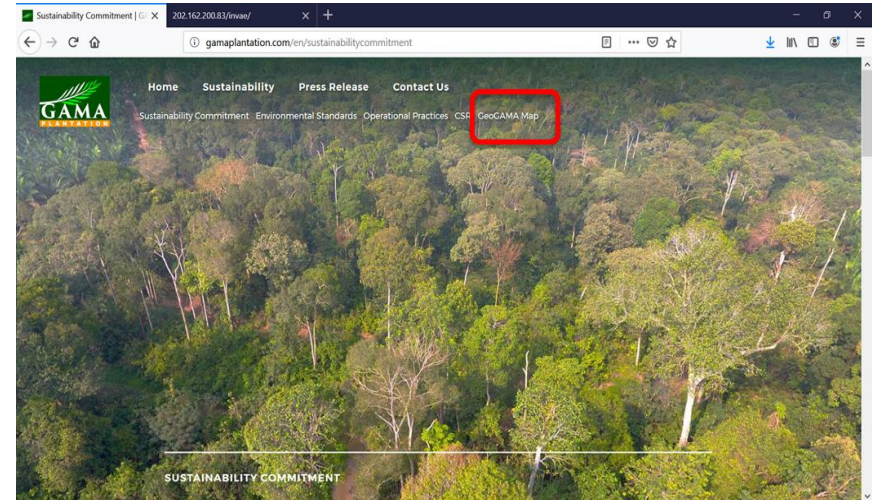 Sustainability Commitment | G
202.162.200.83/invae/
gamaplantation.com/en/sustainabilitycommitment
GAMA
PLANTATION
Home Sustainability Press Release Contact Us
Sustainability Commitment Environmental Standards Operational Practices CSR GeoGAMA Map
SUSTAINABILITY COMMITMENT